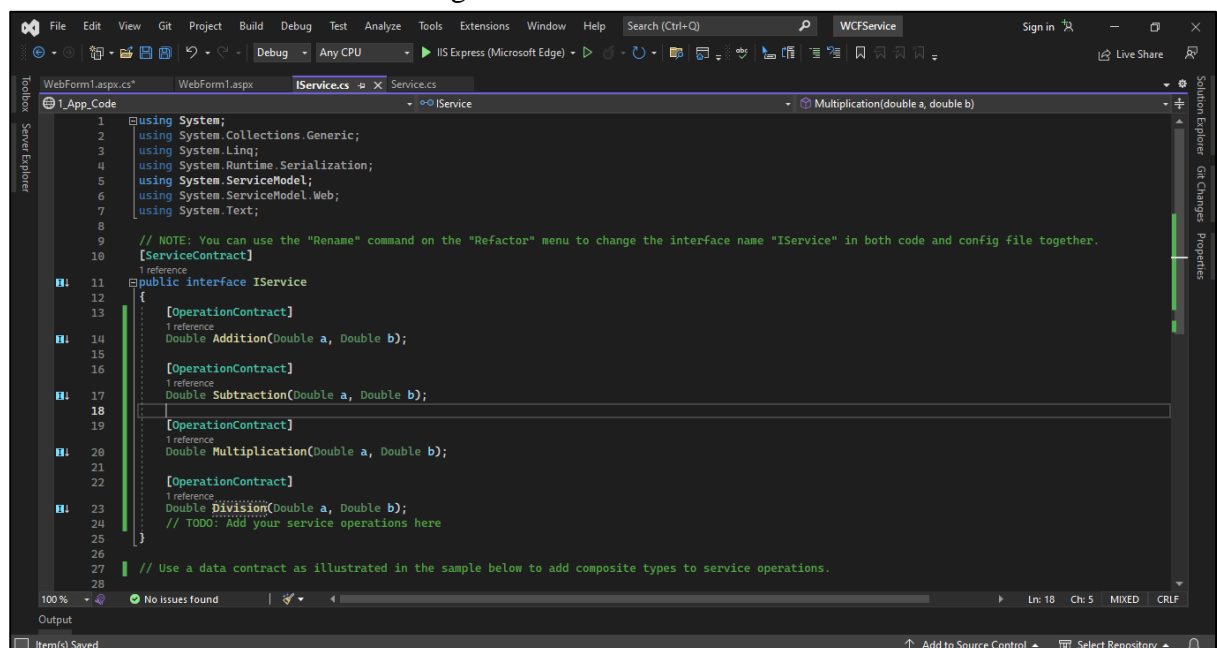 File Edit View Git Project Build Debug Test Analyze Tools Extensions Window Help Search (Ctrl+Q) WCFService Sign in
Debug Any CPU IIS Express (Microsoft Edge) Live Share
Toolbox
Server Explorer
WebForm1.aspx.cs* WebForm1.aspx IService.cs Service.cs
1_App_Code IService Multiplication(double a, double b)
1 using System;
2 using System.Collections.Generic;
3 using System.Linq;
4 using System.Runtime.Serialization;
5 using System.ServiceModel;
6 using System.ServiceModel.Web;
7 using System.Text;
8
9 // NOTE: You can use the "Rename" command on the "Refactor" menu to change the interface name "IService" in both code and config file together.
10 [ServiceContract]
1 reference
11 public interface IService
12 {
13 [OperationContract]
1 reference
14 Double Addition(Double a, Double b);
15
16 [OperationContract]
1 reference
17 Double Subtraction(Double a, Double b);
18
19 [OperationContract]
1 reference
20 Double Multiplication(Double a, Double b);
21
22 [OperationContract]
1 reference
23 Double Division(Double a, Double b);
24 // TODO: Add your service operations here
25 }
26
27 // Use a data contract as illustrated in the sample below to add composite types to service operations.
28
Solution Explorer
Git Changes
Properties
100 % No issues found Ln: 18 Ch: 5 MIXED CRLF
Output
Item(s) Saved Add to Source Control Select Repository